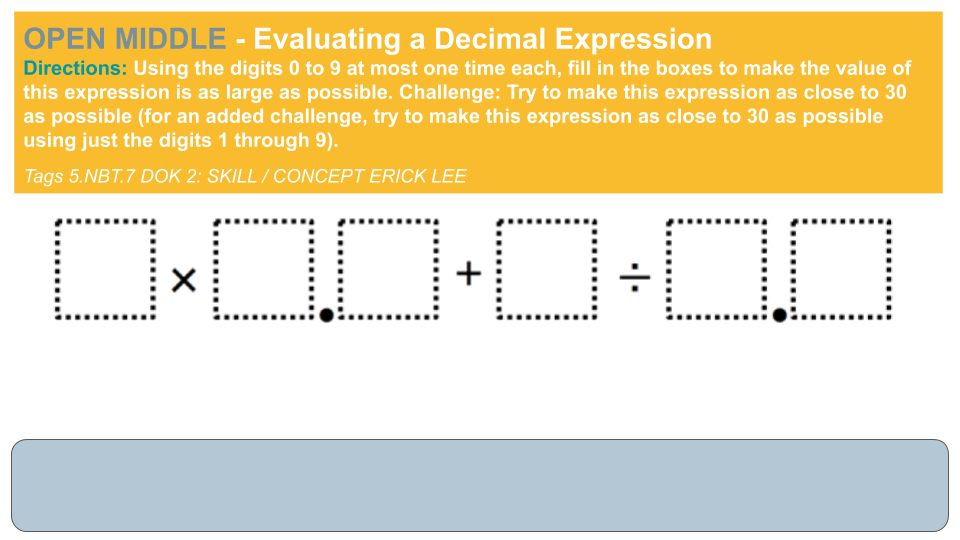 OPEN MIDDLE - Evaluating a Decimal Expression
Directions: Using the digits 0 to 9 at most one time each, fill in the boxes to make the value of
this expression is as large as possible. Challenge: Try to make this expression as close to 30
as possible (for an added challenge, try to make this expression as close to 30 as possible
using just the digits 1 through 9).
Tags 5.NBT.7 DOK 2: SKILL / CONCEPT ERICK LEE
× . + ÷ .